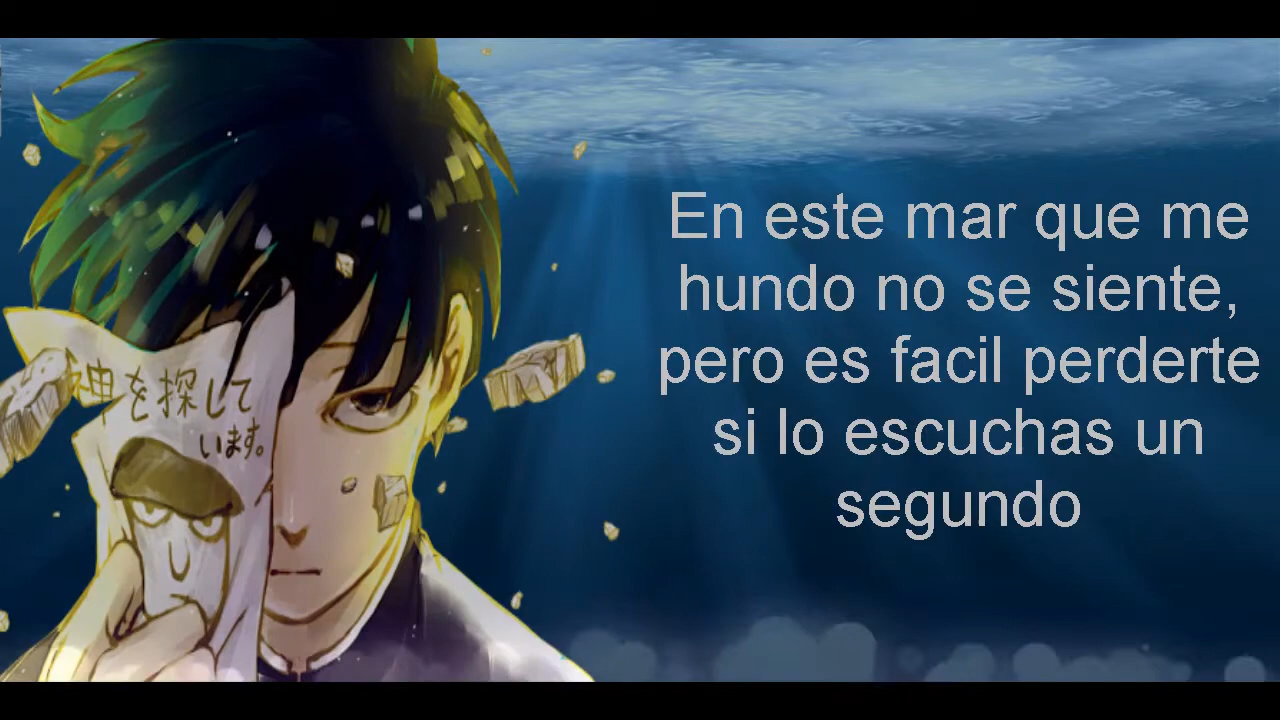 神を探して
います。
En este mar que me
hundo no se siente,
pero es facil perderte
si lo escuchas un
segundo